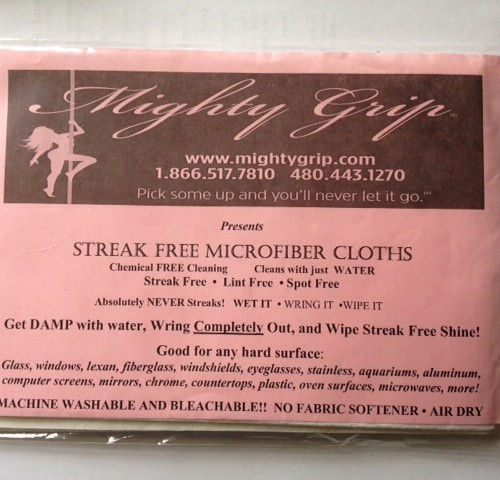 Mighty Grip®
www.mightygrip.com
1.866.517.7810 480.443.1270
Pick some up and you'll never let it go.™
Presents
STREAK FREE MICROFIBER CLOTHS
Chemical FREE Cleaning Cleans with just WATER
Streak Free • Lint Free • Spot Free
Absolutely NEVER Streaks! WET IT • WRING IT • WIPE IT
Get DAMP with water, Wring Completely Out, and Wipe Streak Free Shine!
Good for any hard surface:
Glass, windows, lexan, fiberglass, windshields, eyeglasses, stainless, aquariums, aluminum,
computer screens, mirrors, chrome, countertops, plastic, oven surfaces, microwaves, more!
MACHINE WASHABLE AND BLEACHABLE!! NO FABRIC SOFTENER • AIR DRY